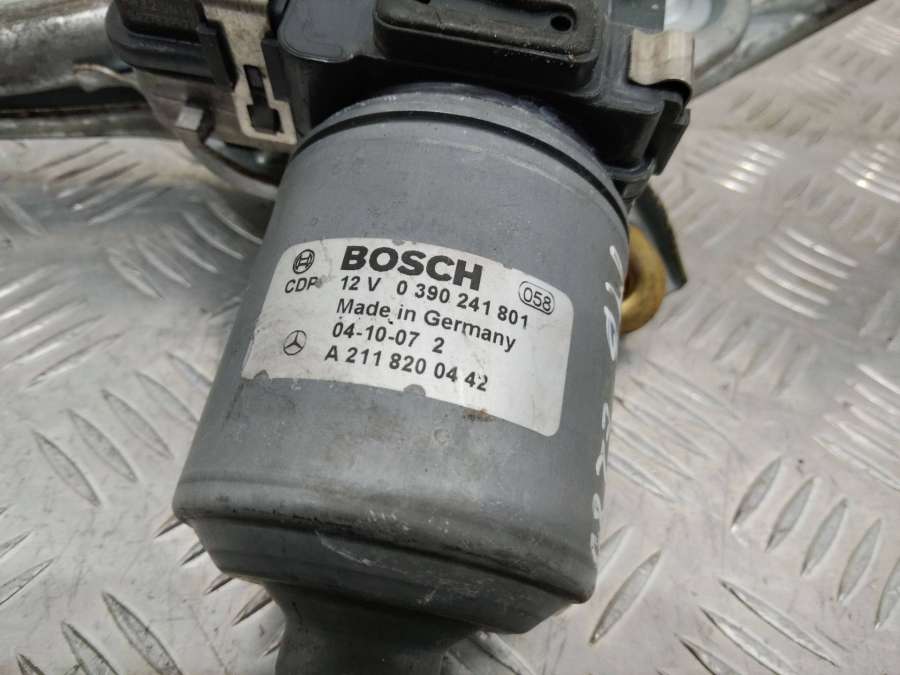 BOSCH
058
CDP 12 V 0 390 241 801
Made in Germany
04-10-07 2
A 211 820 04 42